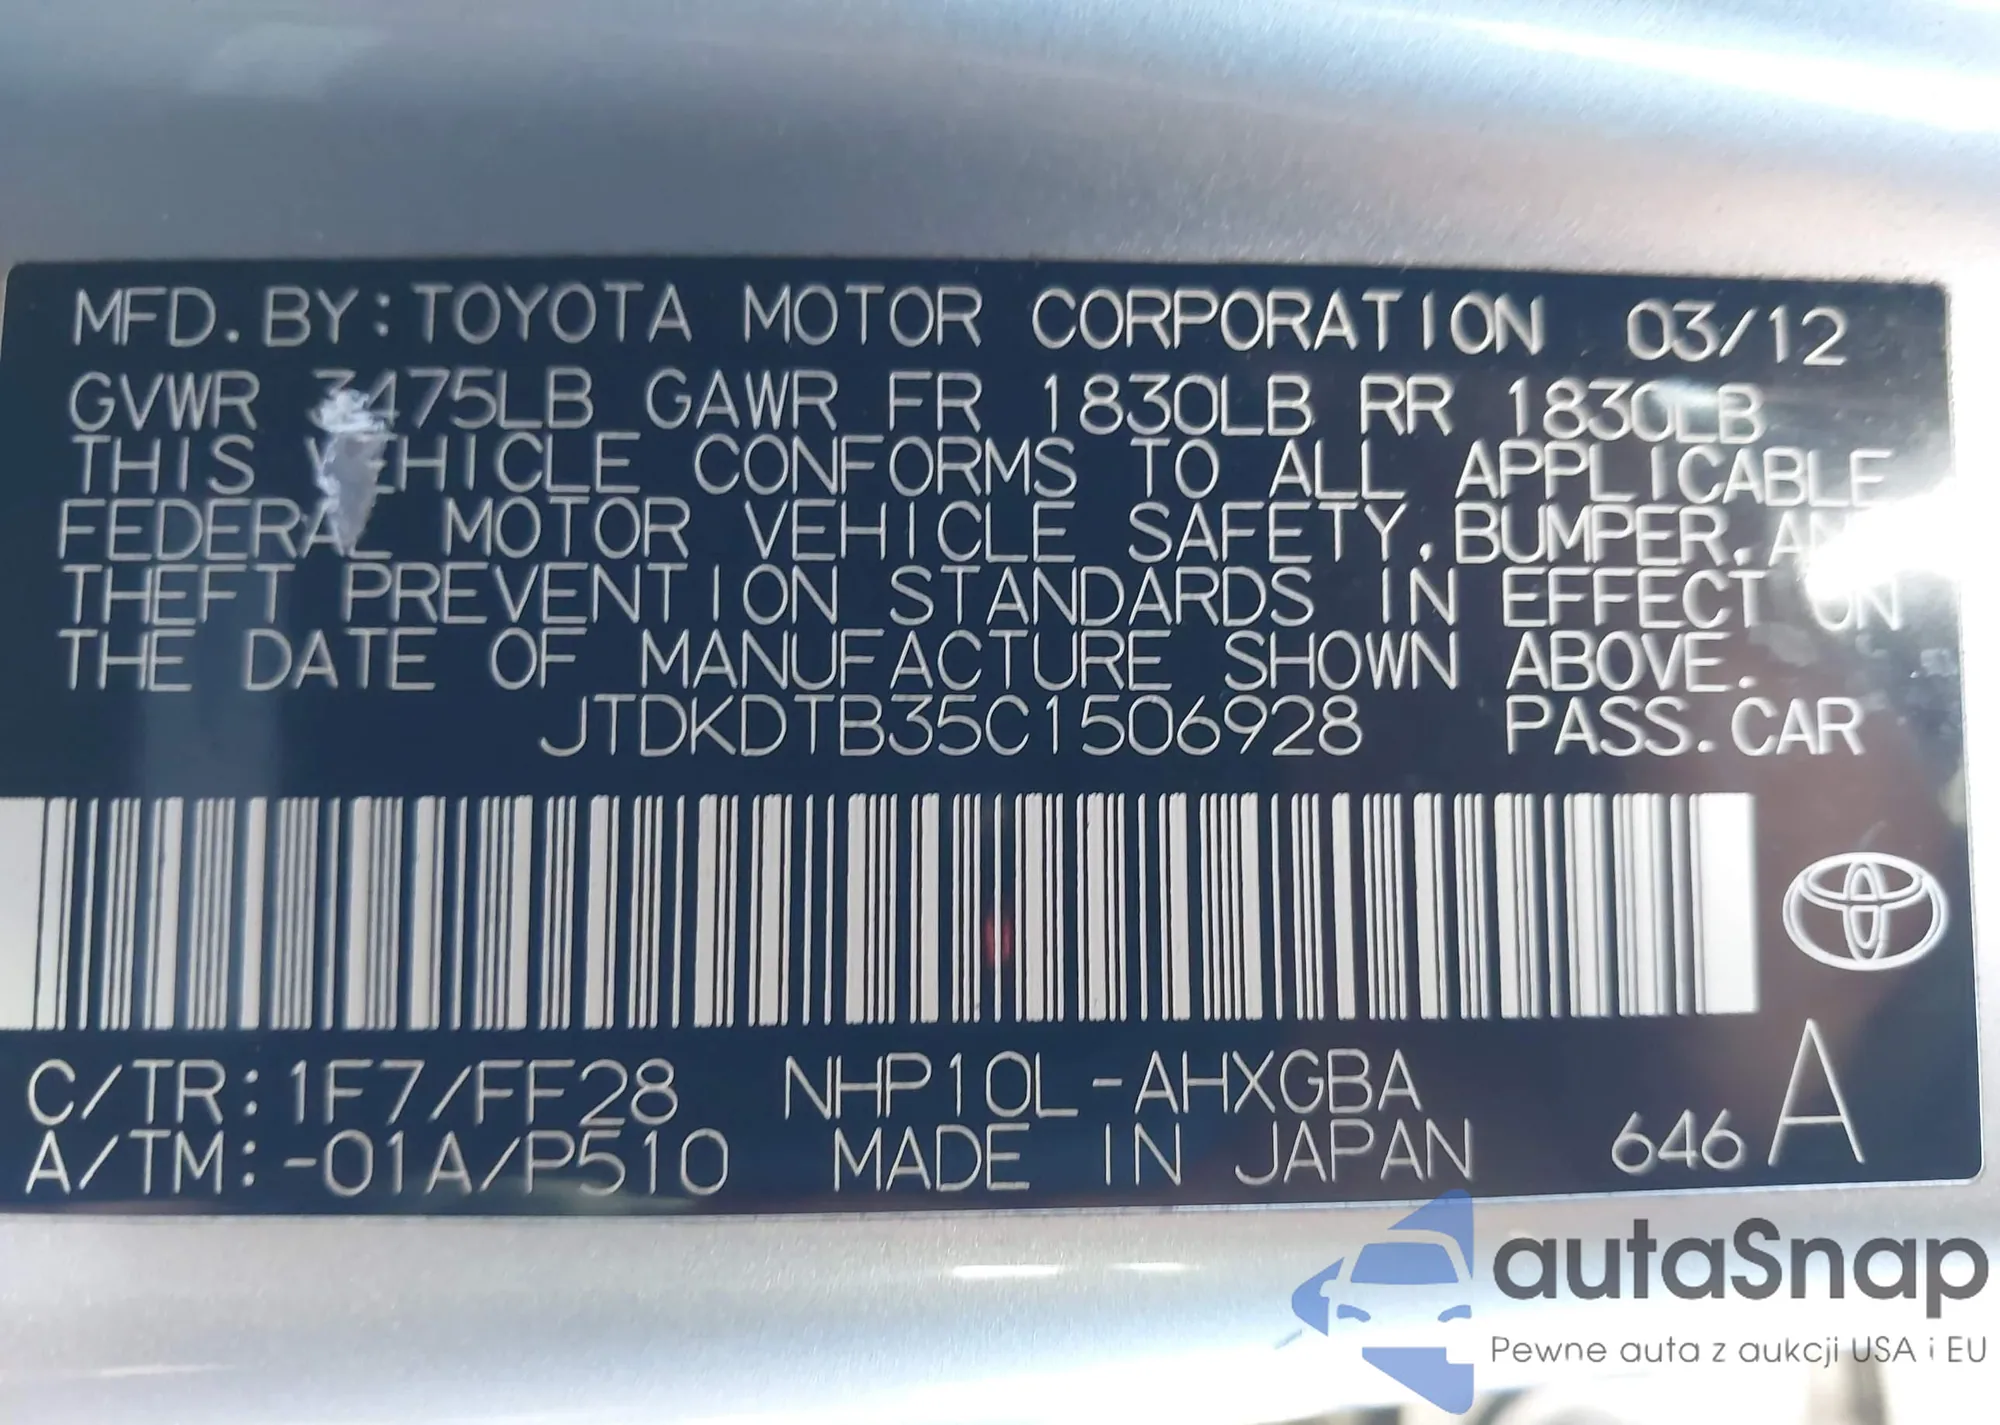 MFD. BY: TOYOTA MOTOR CORPORATION 03/12
GVWR 3475LB GAWR FR 1830LB RR 1830LB
THIS VEHICLE CONFORMS TO ALL APPLICABLE
FEDERAL MOTOR VEHICLE SAFETY, BUMPER, AND
THEFT PREVENTION STANDARDS IN EFFECT ON
THE DATE OF MANUFACTURE SHOWN ABOVE.
JTDKDTB35C1506928 PASS. CAR
C/TR: 1F7/FF28 NHP10L-AHXGBA
A/TM: -01A/P510 MADE IN JAPAN 646 A
autaSnap
Pewne auta z aukcji USA i EU